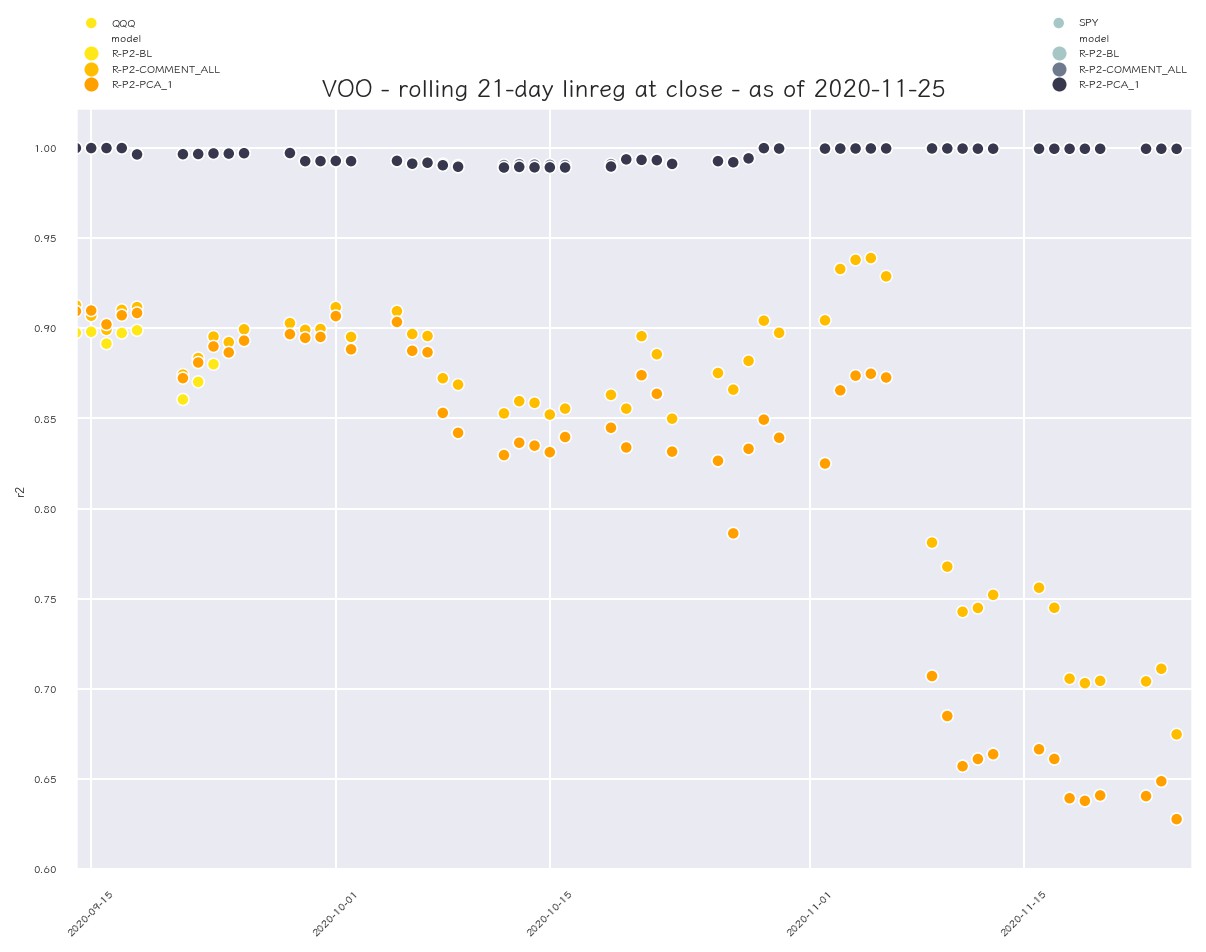 QQQ
model
R-P2-BL
R-P2-COMMENT_ALL
R-P2-PCA_1
SPY
model
R-P2-BL
R-P2-COMMENT_ALL
R-P2-PCA_1
VOO - rolling 21-day linreg at close - as of 2020-11-25
1.00
0.95
0.90
0.85
0.80
0.75
0.70
0.65
0.60
r2
2020-09-15
2020-10-01
2020-10-15
2020-11-01
2020-11-15